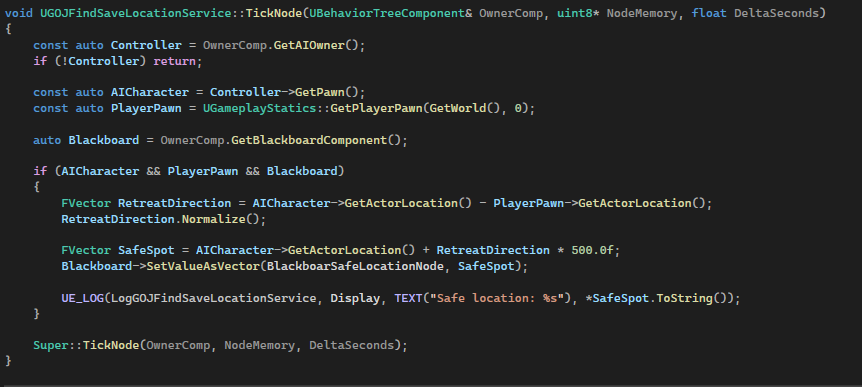 void UGOJFindSaveLocationService::TickNode(UBehaviorTreeComponent& OwnerComp, uint8* NodeMemory, float DeltaSeconds)
{
    const auto Controller = OwnerComp.GetAIOwner();
    if (!Controller) return;

    const auto AICharacter = Controller->GetPawn();
    const auto PlayerPawn = UGameplayStatics::GetPlayerPawn(GetWorld(), 0);

    auto Blackboard = OwnerComp.GetBlackboardComponent();

    if (AICharacter && PlayerPawn && Blackboard)
    {
        FVector RetreatDirection = AICharacter->GetActorLocation() - PlayerPawn->GetActorLocation();
        RetreatDirection.Normalize();

        FVector SafeSpot = AICharacter->GetActorLocation() + RetreatDirection * 500.0f;
        Blackboard->SetValueAsVector(BlackboarSafeLocationNode, SafeSpot);

        UE_LOG(LogGOJFindSaveLocationService, Display, TEXT("Safe location: %s"), *SafeSpot.ToString());
    }

    Super::TickNode(OwnerComp, NodeMemory, DeltaSeconds);
}